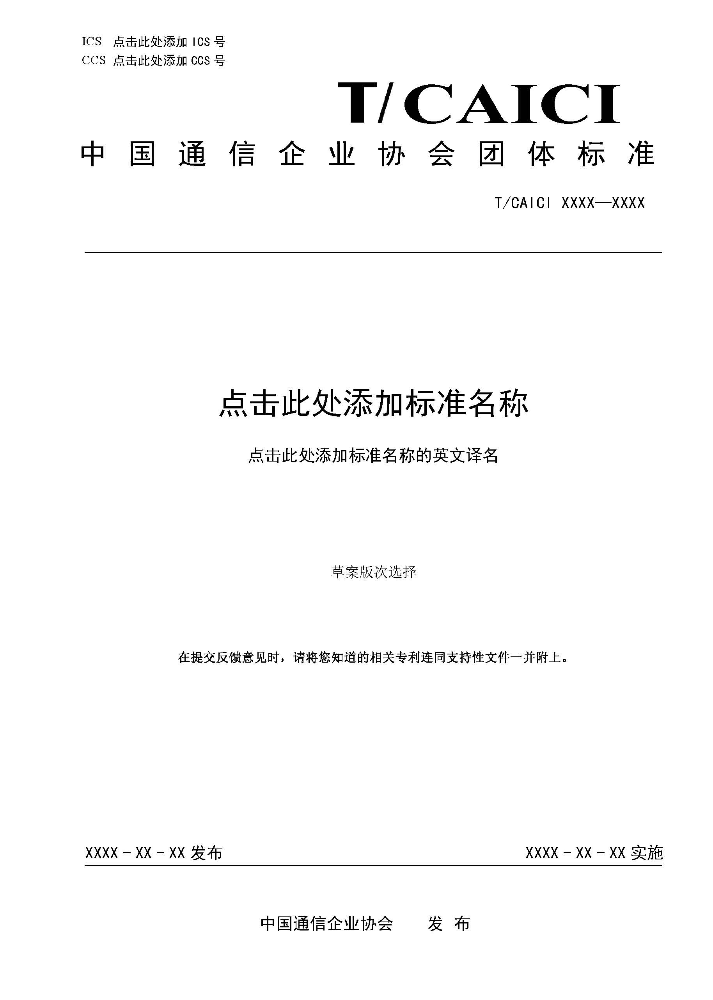 ICS 点击此处添加 ICS 号
CCS 点击此处添加 CCS 号
T/CAICI
中国通信企业协会团体标准
T/CAICI XXXX—XXXX
点击此处添加标准名称
点击此处添加标准名称的英文译名
草案版次选择
在提交反馈意见时，请将您知道的相关专利连同支持性文件一并附上。
XXXX-XX-XX 发布
XXXX-XX-XX 实施
中国通信企业协会 发 布